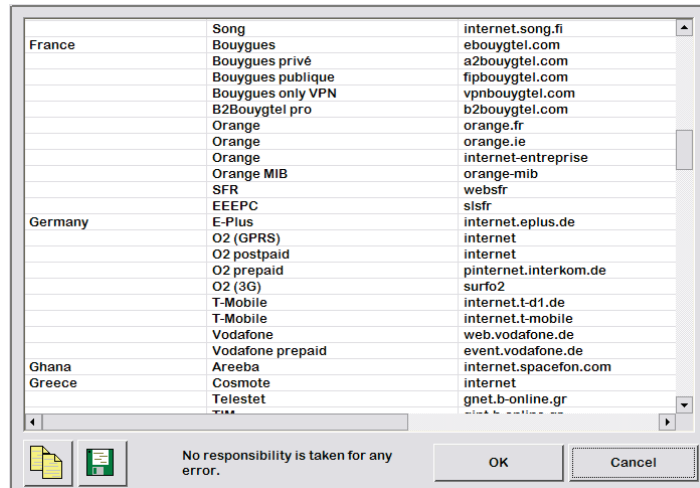 Song internet.song.fi
France Bouygues ebouygtel.com
Bouygues privé a2bouygtel.com
Bouygues publique fipbouygtel.com
Bouygues only VPN vpnbouygtel.com
B2Bouygtel pro b2bouygtel.com
Orange orange.fr
Orange orange.ie
Orange internet-entreprise
Orange MIB orange-mib
SFR websfr
EEEPC slsfr
Germany E-Plus internet.eplus.de
O2 (GPRS) internet
O2 postpaid internet
O2 prepaid pinternet.interkom.de
O2 (3G) surfo2
T-Mobile internet.t-d1.de
T-Mobile internet.t-mobile
Vodafone web.vodafone.de
Vodafone prepaid event.vodafone.de
Ghana Areeba internet.spacefon.com
Greece Cosmote internet
Telestet gnet.b-online.gr
No responsibility is taken for any
error.
OK
Cancel